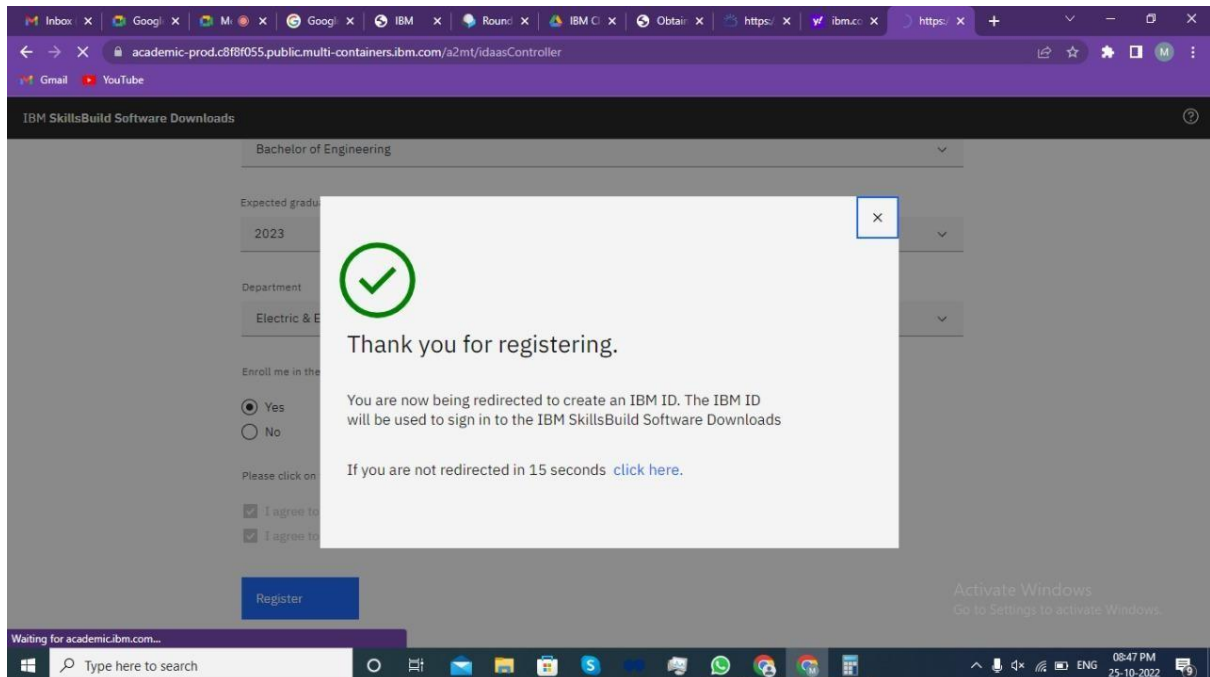 Inbox
Googl
M
Googl
IBM
Round
IBM Cl
Obtain
https:/
ibm.cc
https:/
academic-prod.c8f8f055.public.multi-containers.ibm.com/a2mt/idaasController
M
Gmail
YouTube
IBM SkillsBuild Software Downloads
Bachelor of Engineering
Expected gradu
2023
Department
Electric & E
Enroll me in the
Yes
No
Please click on
I agree to
I agree to
Register
Thank you for registering.
You are now being redirected to create an IBM ID. The IBM ID
will be used to sign in to the IBM SkillsBuild Software Downloads
If you are not redirected in 15 seconds click here.
Activate Windows
Go to Settings to activate Windows.
Waiting for academic.ibm.com...
Type here to search
ENG
08:47 PM
25-10-2022
9